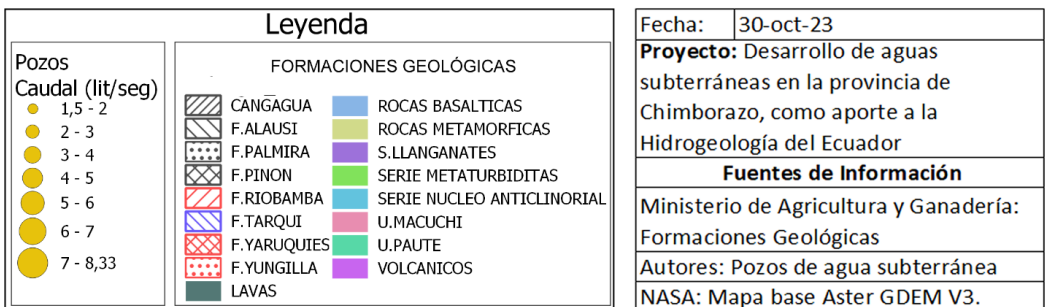 Leyenda
Pozos
Caudal (lit/seg)
1,5 - 2
2 - 3
3 - 4
4 - 5
5 - 6
6 - 7
7 - 8,33
FORMACIONES GEOLÓGICAS
CANGAGUA
F.ALAUSI
F.PALMIRA
F.PINON
F.RIOBAMBA
F.TARQUI
F.YARUQUIES
F.YUNGILLA
LAVAS
ROCAS BASALTICAS
ROCAS METAMORFICAS
S.LLANGANATES
SERIE METATURBIDITAS
SERIE NUCLEO ANTICLINORIAL
U.MACUCHI
U.PAUTE
VOLCANICOS
Fecha: 30-oct-23
Proyecto: Desarrollo de aguas
subterráneas en la provincia de
Chimborazo, como aporte a la
Hidrogeología del Ecuador
Fuentes de Información
Ministerio de Agricultura y Ganadería:
Formaciones Geológicas
Autores: Pozos de agua subterránea
NASA: Mapa base Aster GDEM V3.